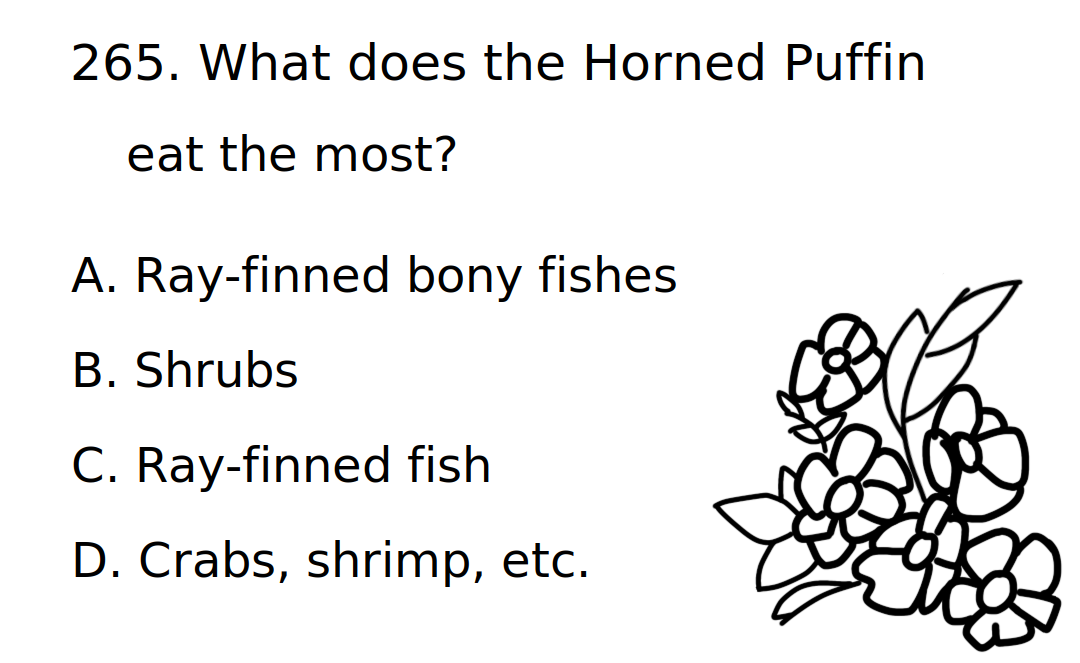 265. What does the Horned Puffin
eat the most?
A. Ray-finned bony fishes
B. Shrubs
C. Ray-finned fish
D. Crabs, shrimp, etc.